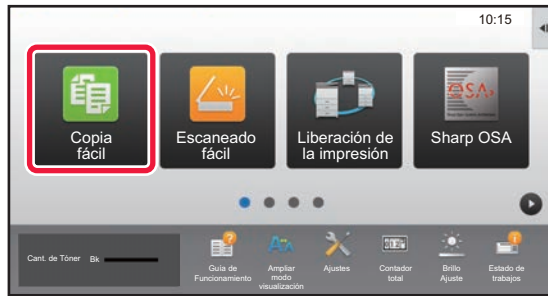 10:15
Copia
fácil
Escaneado
fácil
Liberación de
la impresión
Sharp OSA
OSA
Cant. de Tóner Bk
Guía de
Funcionamiento
Ampliar
modo
visualización
Ajustes
Contador
total
Brillo
Ajuste
Estado de
trabajos